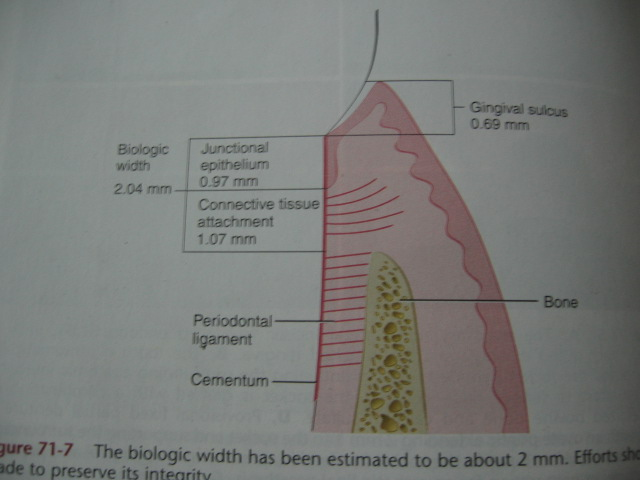 Gingival sulcus
0.69 mm
Biologic
width
2.04 mm
Junctional
epithelium
0.97 mm
Connective tissue
attachment
1.07 mm
Bone
Periodontal
ligament
Cementum
gure 71-7 The biologic width has been estimated to be about 2 mm. Efforts sho
ade to preserve its integrity